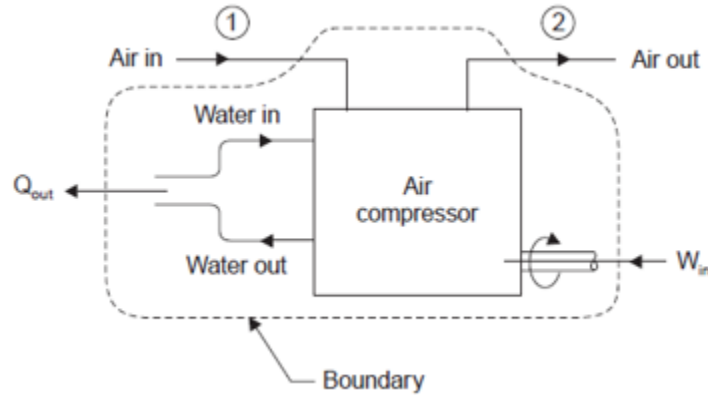 1
2
Air in
Air out
Water in
Qout
Air
compressor
Water out
Win
Boundary